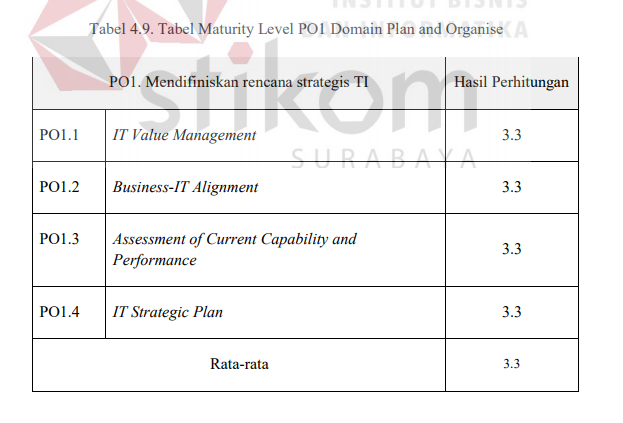 INSTITUT BISNIS
DAN INFORMATIKA
Tabel 4.9. Tabel Maturity Level PO1 Domain Plan and Organise
PO1. Mendifiniskan rencana strategis TI Hasil Perhitungan
stikom
PO1.1 IT Value Management 3.3
SURABAYA
PO1.2 Business-IT Alignment 3.3
PO1.3 Assessment of Current Capability and
Performance 3.3
PO1.4 IT Strategic Plan 3.3
Rata-rata 3.3